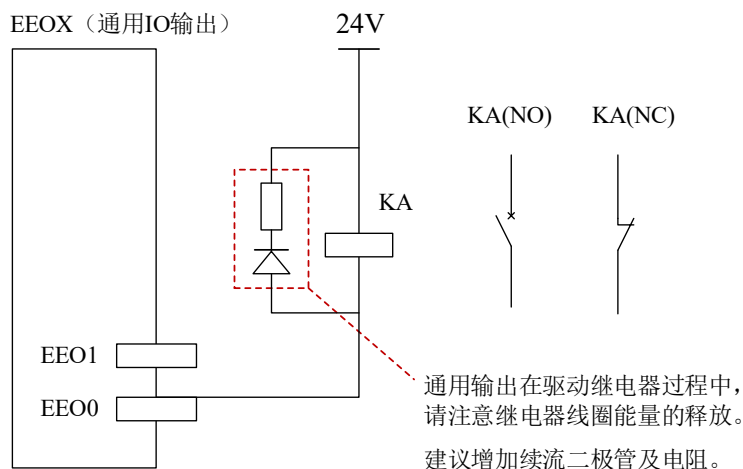 EEOX（通用IO输出）
24V
KA(NO)
KA(NC)
KA
EEO1
EEO0
通用输出在驱动继电器过程中，
请注意继电器线圈能量的释放。
建议增加续流二极管及电阻。